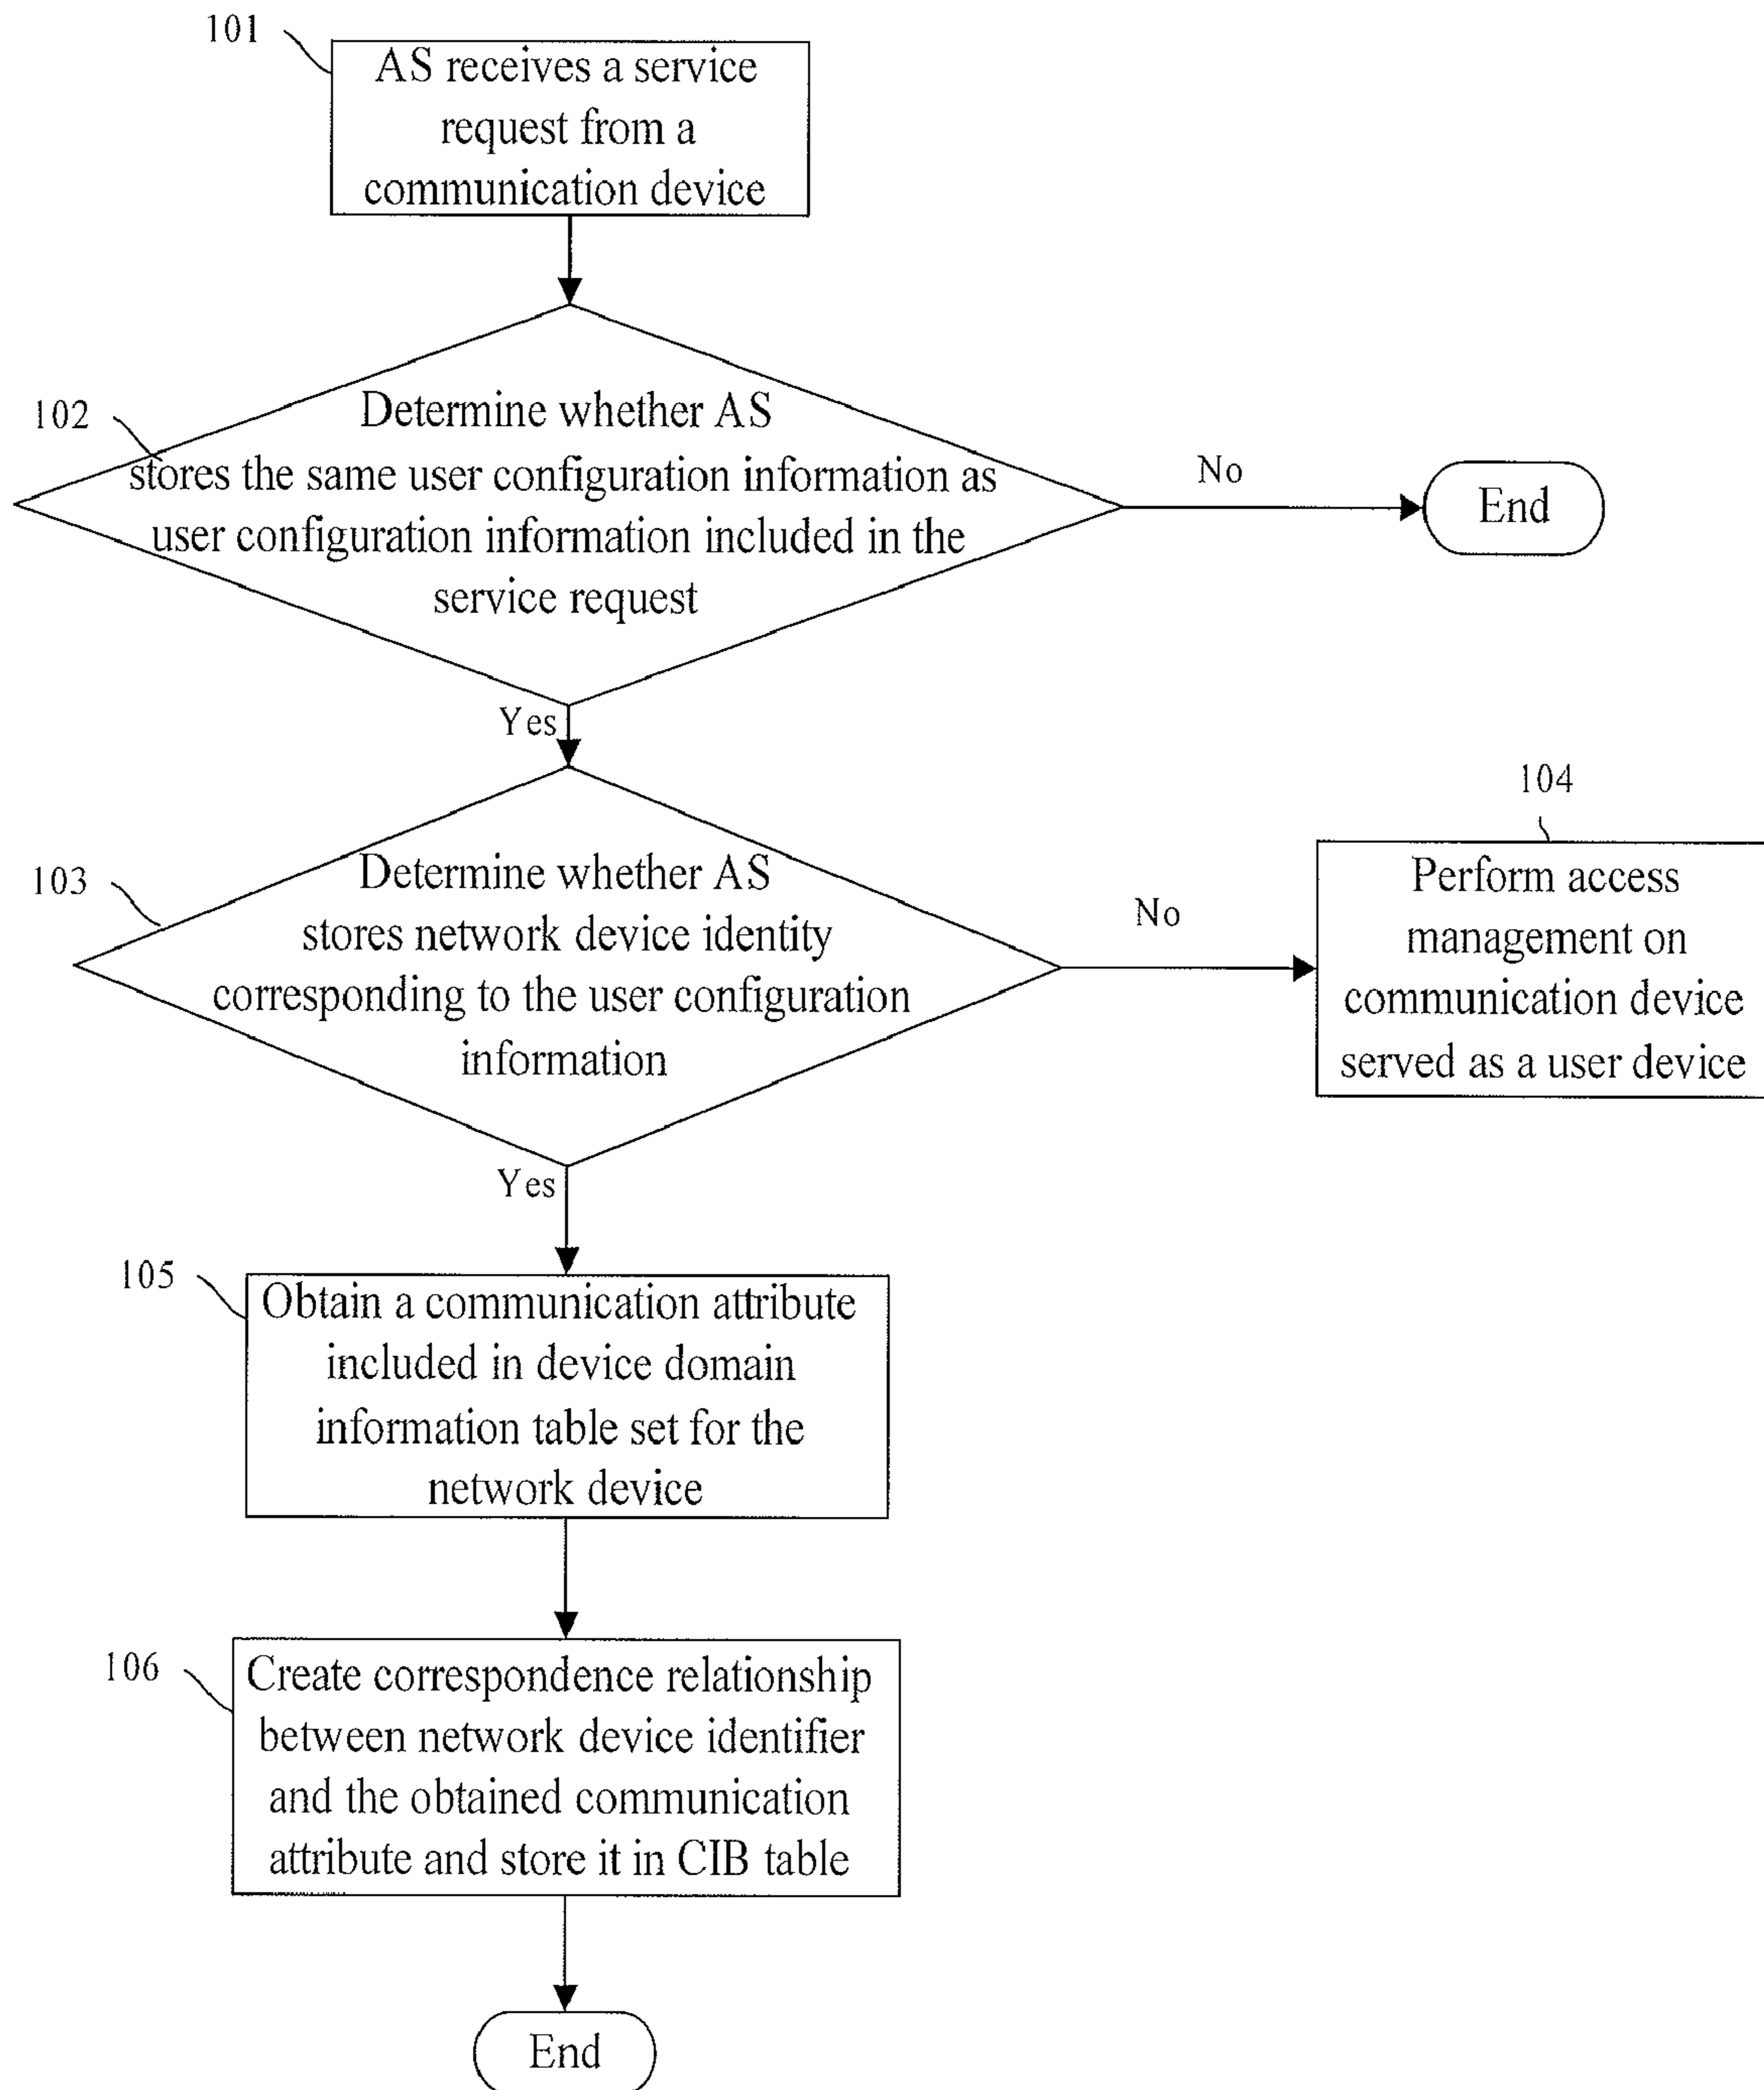 101
AS receives a service
request from a
communication device
102
Determine whether AS
stores the same user configuration information as
user configuration information included in the
service request
No
End
Yes
103
Determine whether AS
stores network device identity
corresponding to the user configuration
information
No
104
Perform access
management on
communication device
served as a user device
Yes
105
Obtain a communication attribute
included in device domain
information table set for the
network device
106
Create correspondence relationship
between network device identifier
and the obtained communication
attribute and store it in CIB table
End